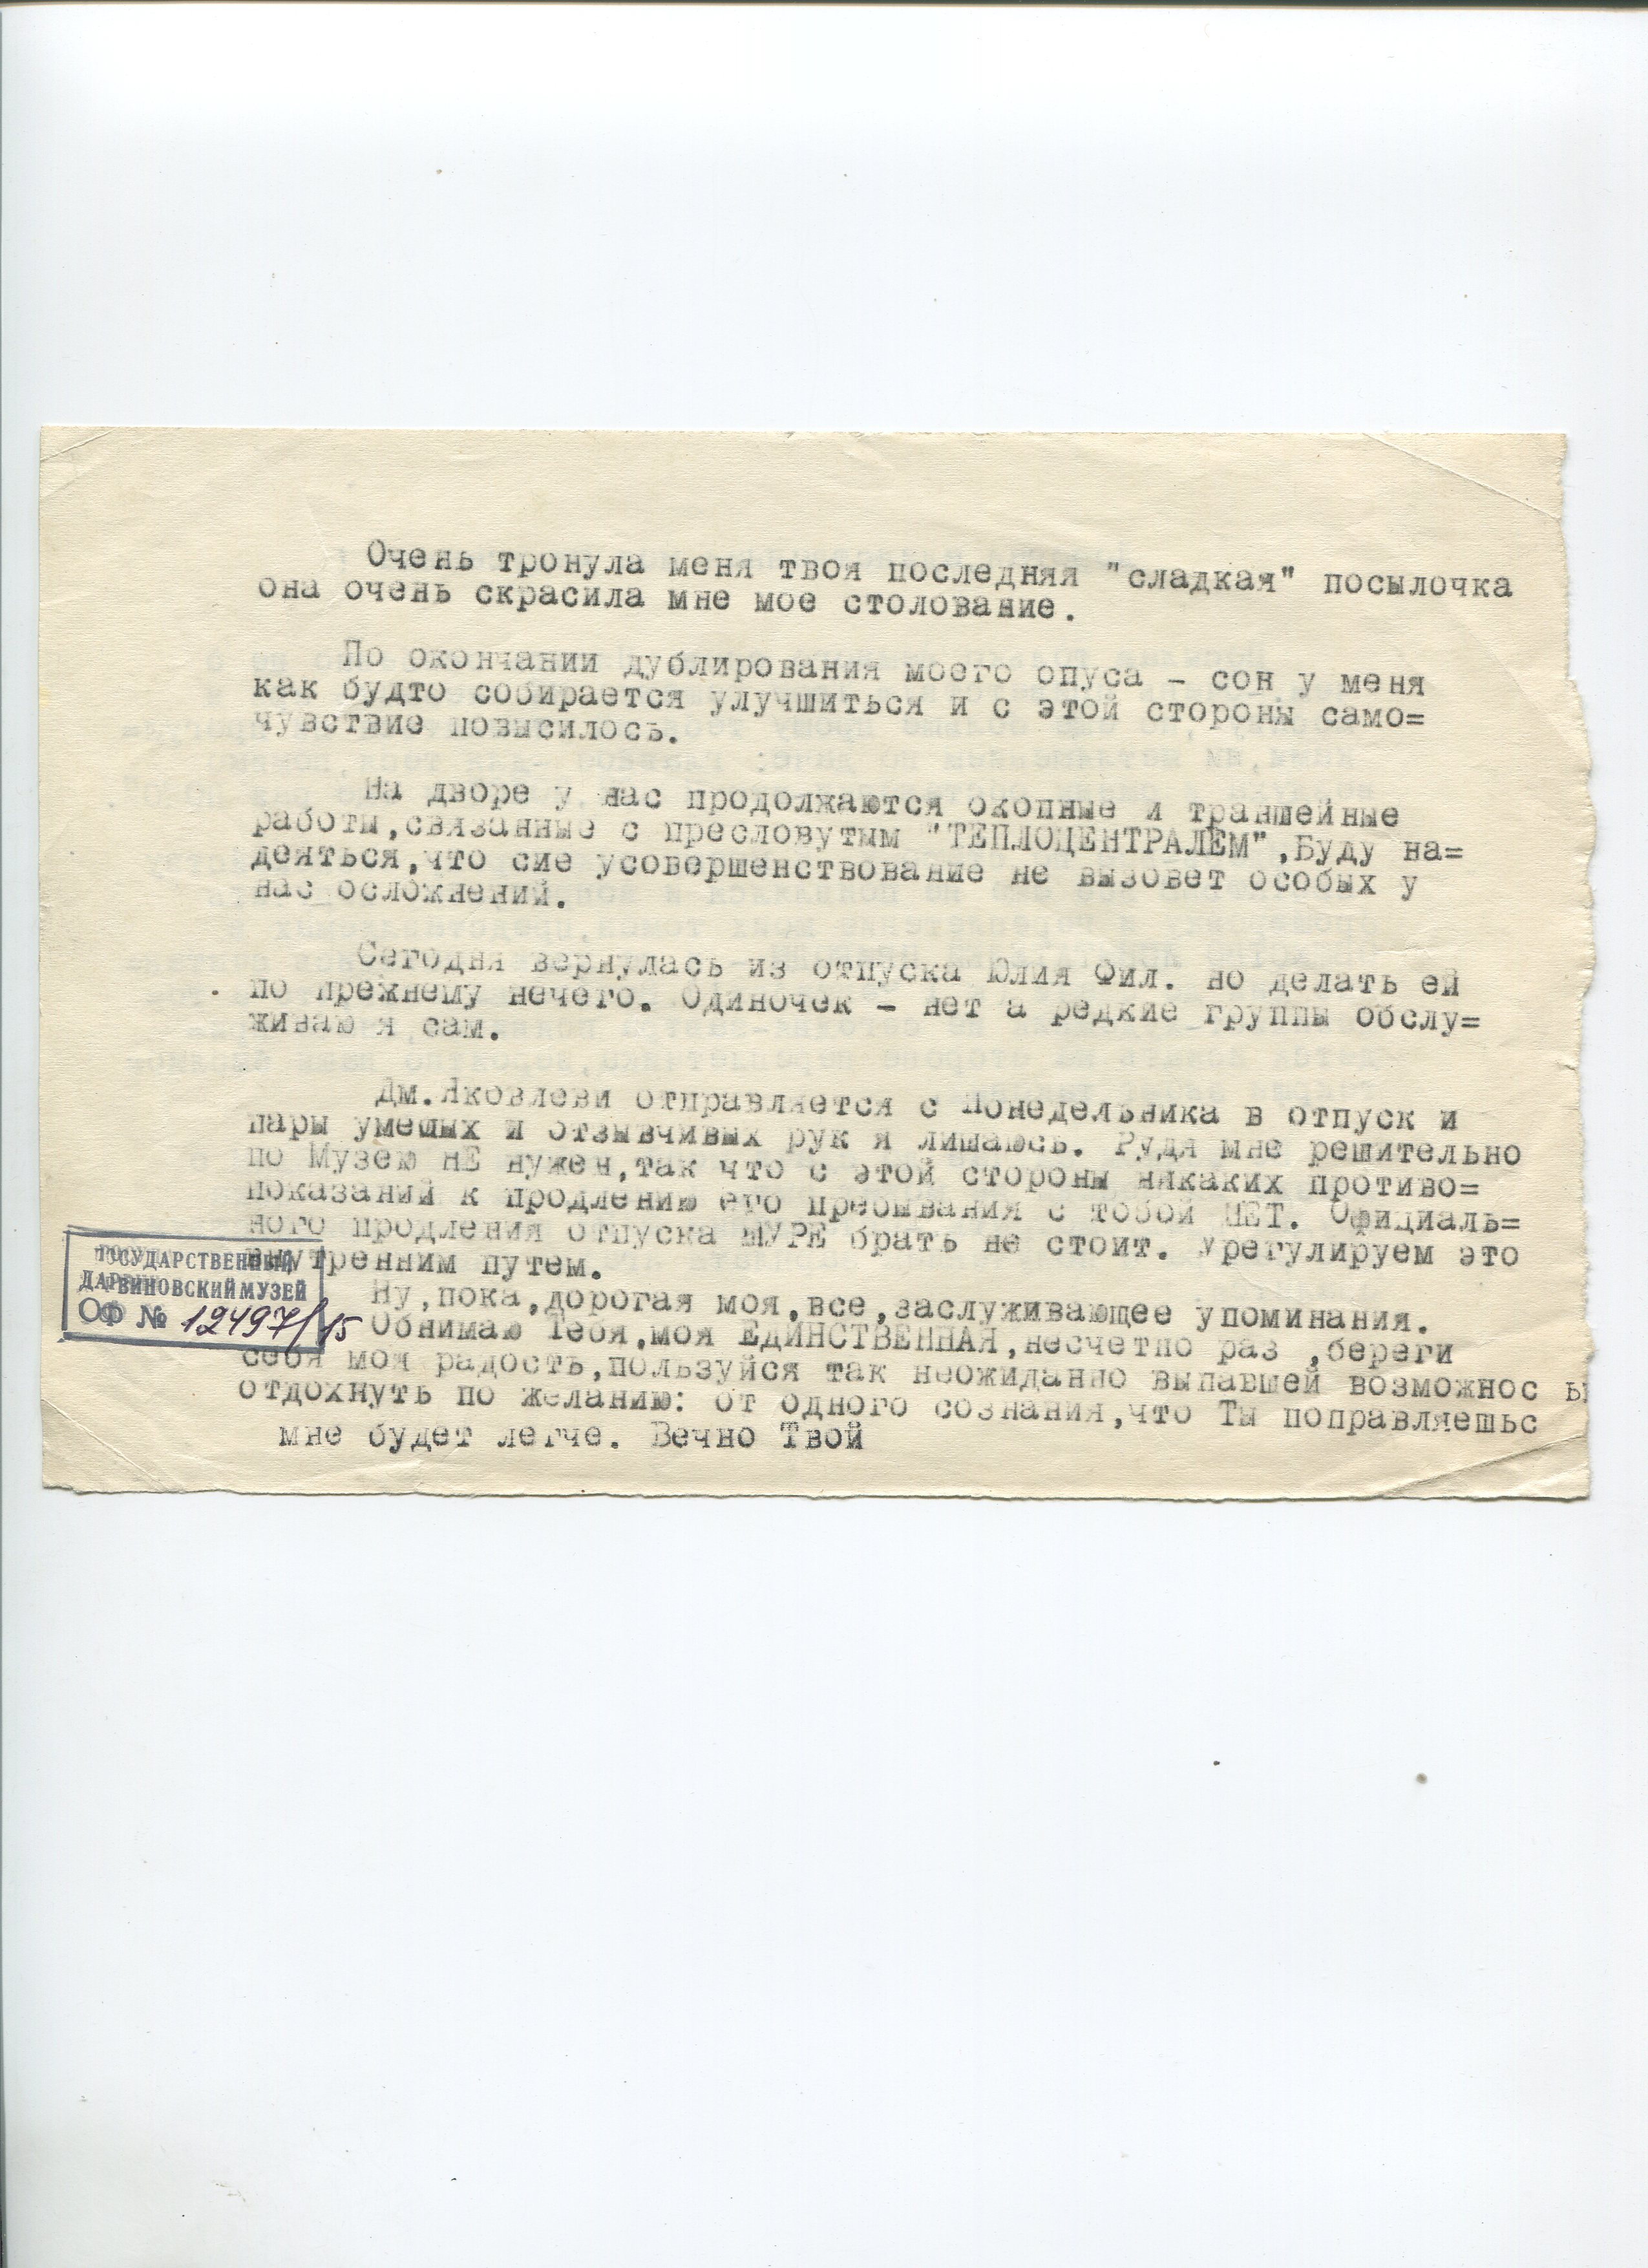 Очень тронула меня твоя последняя "сладкая" посылочка
она очень скрасила мне мое столование.
По окончании дублирования моего опуса - сон у меня
как будто собирается улучшиться и с этой стороны само=
чувствие повысилось.
На дворе у нас продолжаются окопные и траншейные
работы,связанные с пресловутым "ТЕПЛОЦЕНТРАЛЕМ",Буду на=
деяться,что сие усовершенствование не вызовет особых у
нас осложнений.
Сегодня вернулась из отпуска Юлия Фил. но делать ей
по прежнему нечего. Одиночек - нет а редкие группы обслу=
живаю я сам.
Дм.Яковлеви отправляется с Понедельника в отпуск и
пары умелых и отзывчивых рук я лишаюсь. Рудя мне решительно
по Музею НЕ нужен,так что с этой стороны никаких противо=
показаний к продлению его пребывания с тобой НЕТ. Официаль=
ного продления отпуска ШУРЕ брать не стоит. Урегулируем это
внутренним путем.
Ну,пока,дорогая моя,все,заслуживающее упоминания.
Обнимаю Тебя,моя ЕДИНСТВЕННАЯ,несчетно раз ,береги
себя моя радость,пользуйся так неожиданно выпавшей возможнос ь
отдохнуть по желанию: от одного сознания,что Ты поправляешьс
мне будет легче. Вечно Твой
ГОСУДАРСТВЕННЫЙ
ДАРВИНОВСКИЙ МУЗЕЙ
ОФ № 12497/15